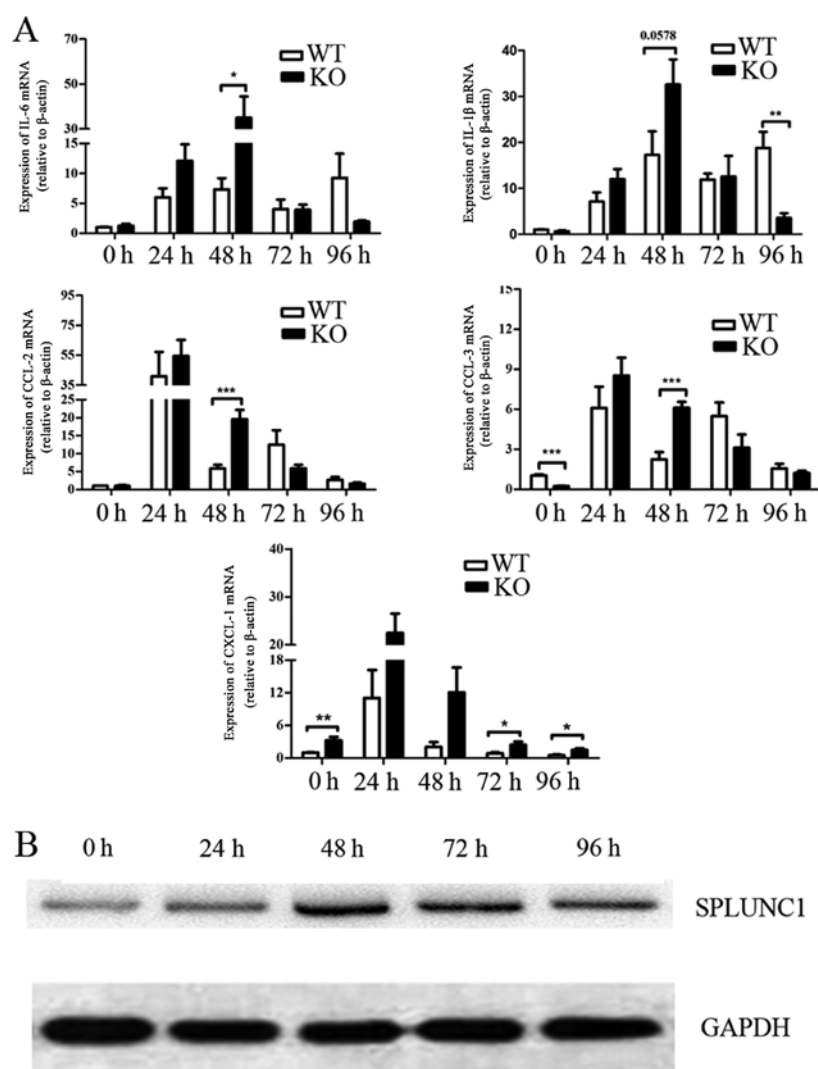 A
Expression of IL-6 mRNA
(relative to β-actin)
70
50
30
15
10
5
0
*
WT
KO
0 h 24 h 48 h 72 h 96 h
Expression of IL-1β mRNA
(relative to β-actin)
40
30
20
10
0
0.0578
**
WT
KO
0 h 24 h 48 h 72 h 96 h
Expression of CCL-2 mRNA
(relative to β-actin)
95
75
55
35
25
20
15
10
5
0
***
WT
KO
0 h 24 h 48 h 72 h 96 h
Expression of CCL-3 mRNA
(relative to β-actin)
15
12
9
6
3
0
***
***
WT
KO
0 h 24 h 48 h 72 h 96 h
Expression of CXCL-1 mRNA
(relative to β-actin)
40
30
20
18
12
6
0
**
*
*
WT
KO
0 h 24 h 48 h 72 h 96 h
B
0 h 24 h 48 h 72 h 96 h
SPLUNC1
GAPDH